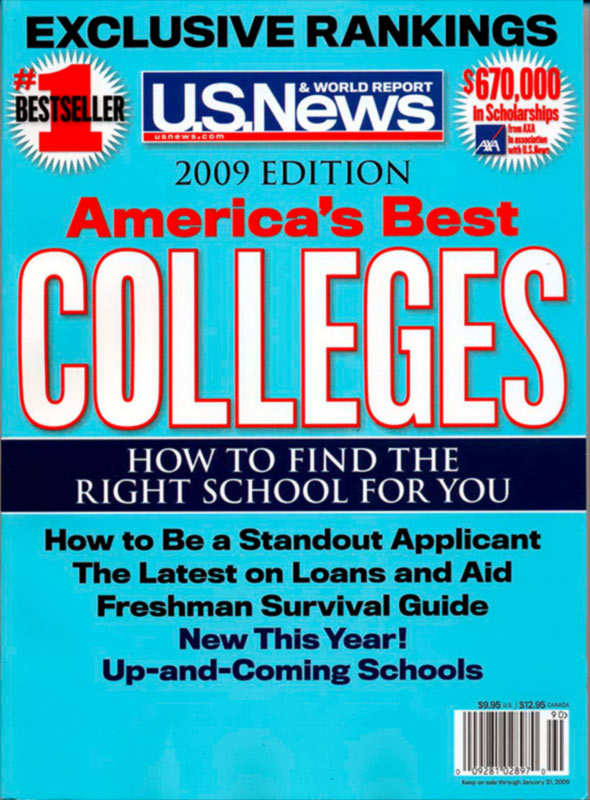 EXCLUSIVE RANKINGS
#1
BESTSELLER
& WORLD REPORT
U.S.News
usnews.com
$670,000
In Scholarships
from AXA
in association
with U.S.News
AXA
2009 EDITION
America's Best
COLLEGES
HOW TO FIND THE
RIGHT SCHOOL FOR YOU
How to Be a Standout Applicant
The Latest on Loans and Aid
Freshman Survival Guide
New This Year!
Up-and-Coming Schools
$9.95 U.S. / $12.95 CANADA
90>
0 09281 02897 0
Keep on sale through January 31, 2009